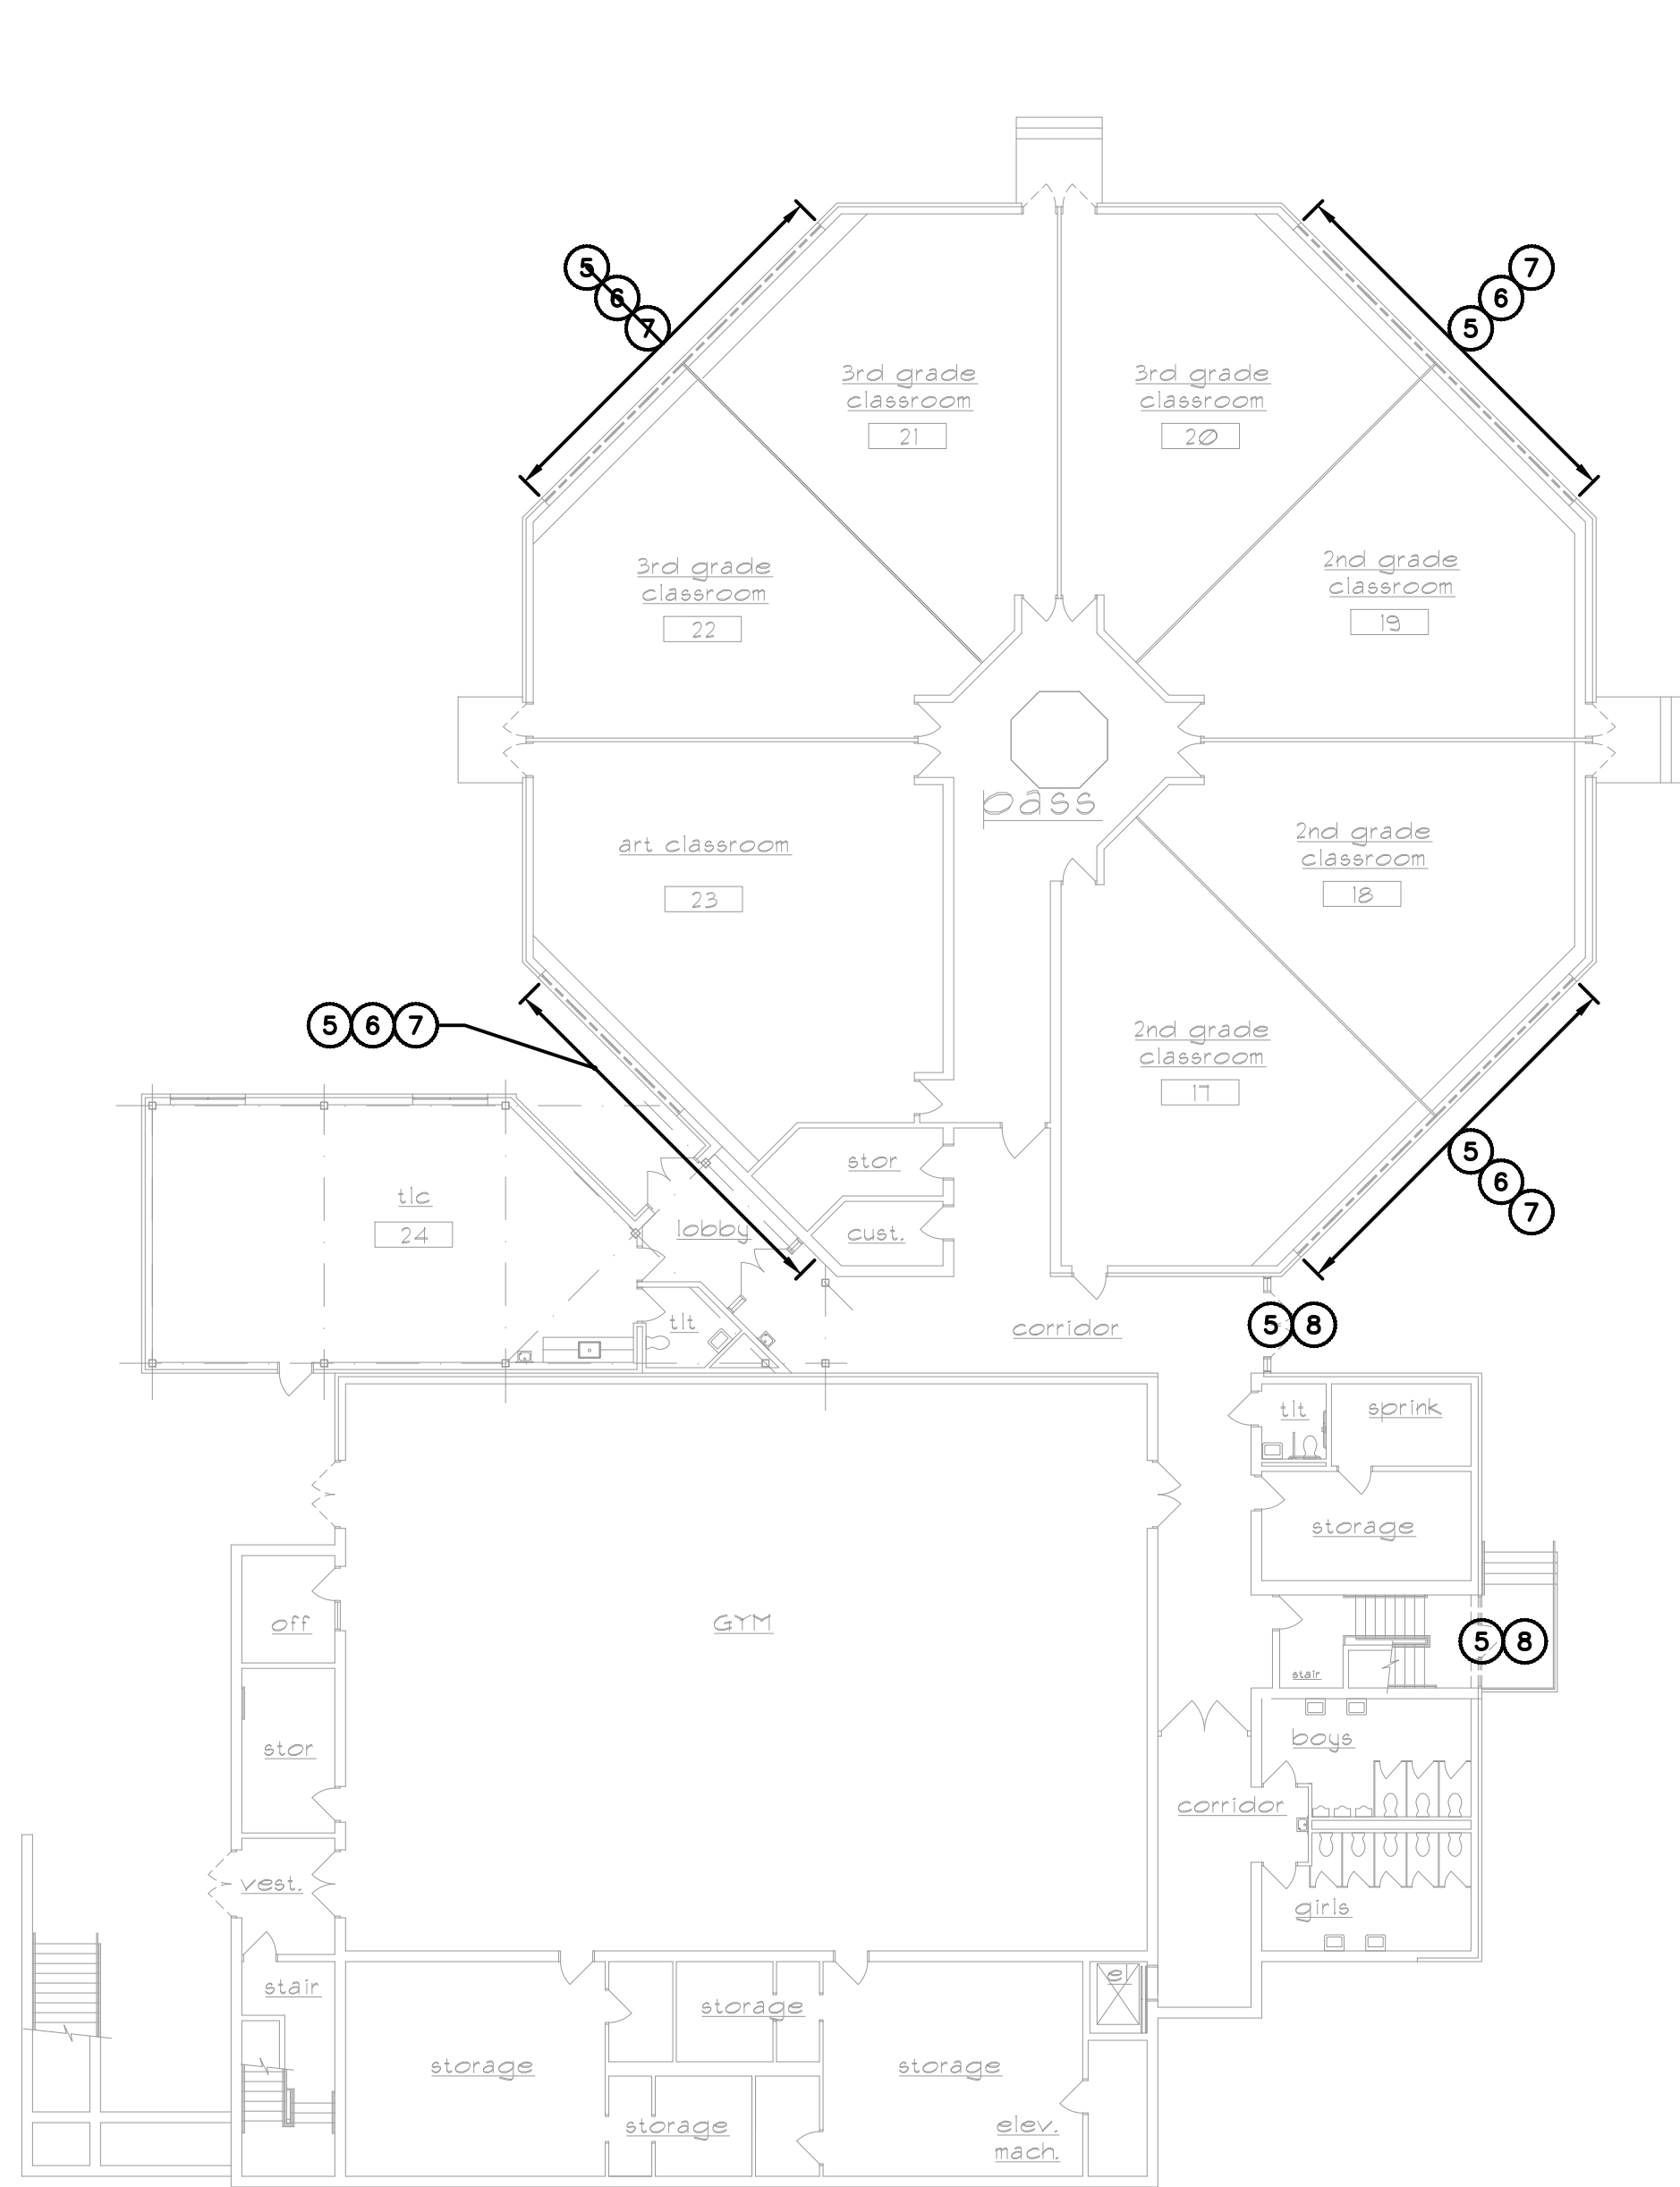 5
6
7
7
6
5
3rd grade
classroom
21
3rd grade
classroom
20
3rd grade
classroom
22
2nd grade
classroom
19
bass
art classroom
23
2nd grade
classroom
18
5 6 7
2nd grade
classroom
17
5
6
7
stor
tlc
24
lobby
cust.
tlt
corridor
5 8
tlt
sprink
storage
off
GYM
5 8
stair
boys
stor
corridor
vest.
girls
stair
el
storage
storage
storage
storage
elev.
mach.